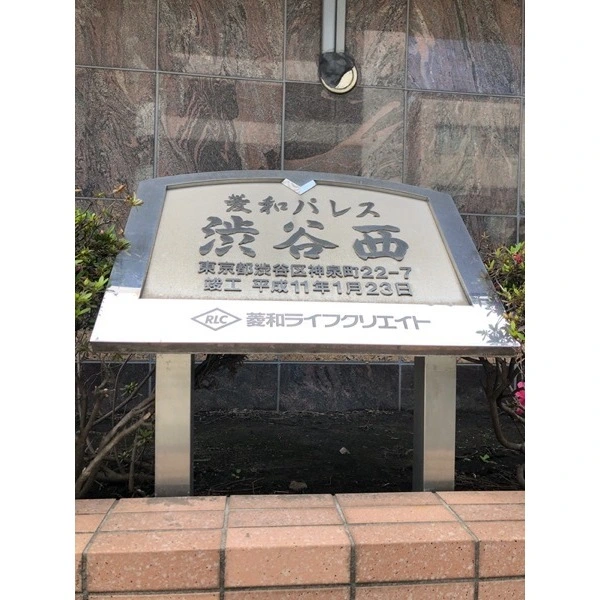 菱和パレス
渋谷西
東京都渋谷区神泉町22-7
竣工 平成11年1月23日
RLC 菱和ライフクリエイト